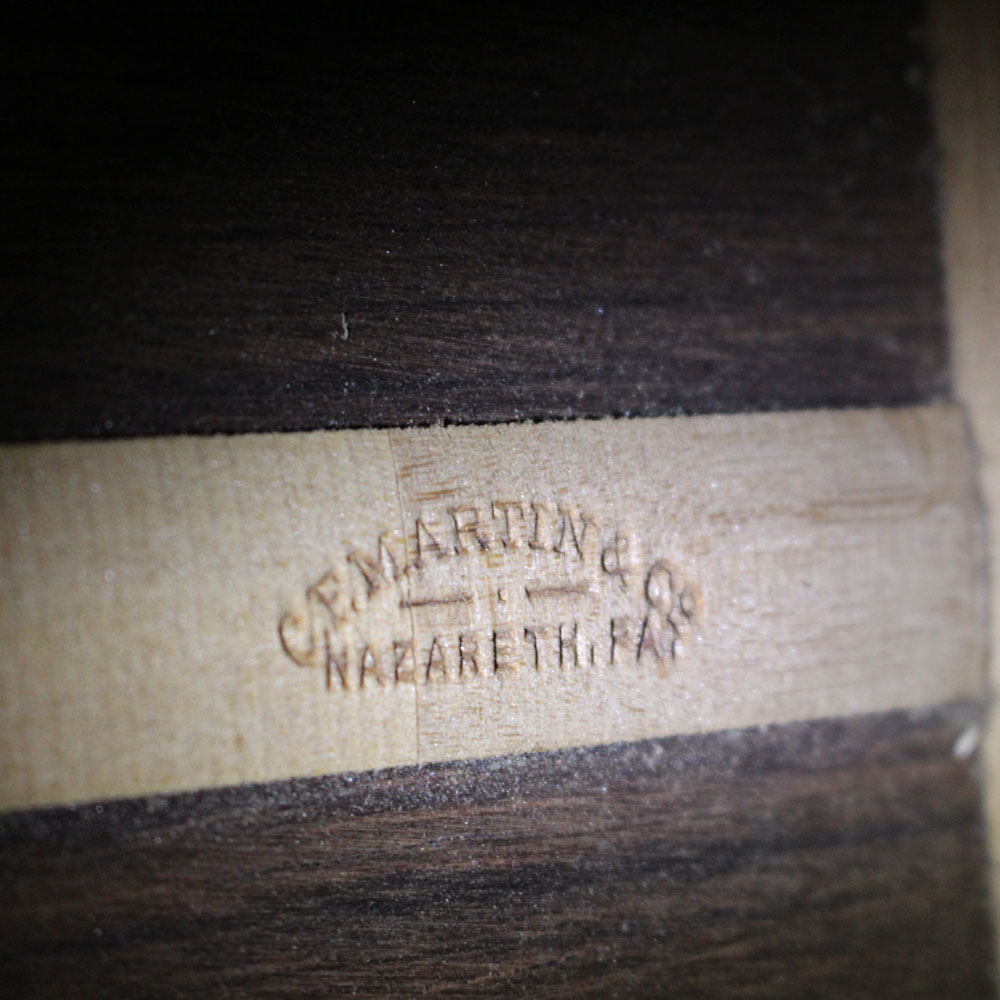 C.F. MARTIN & Co
NAZARETH, PA.